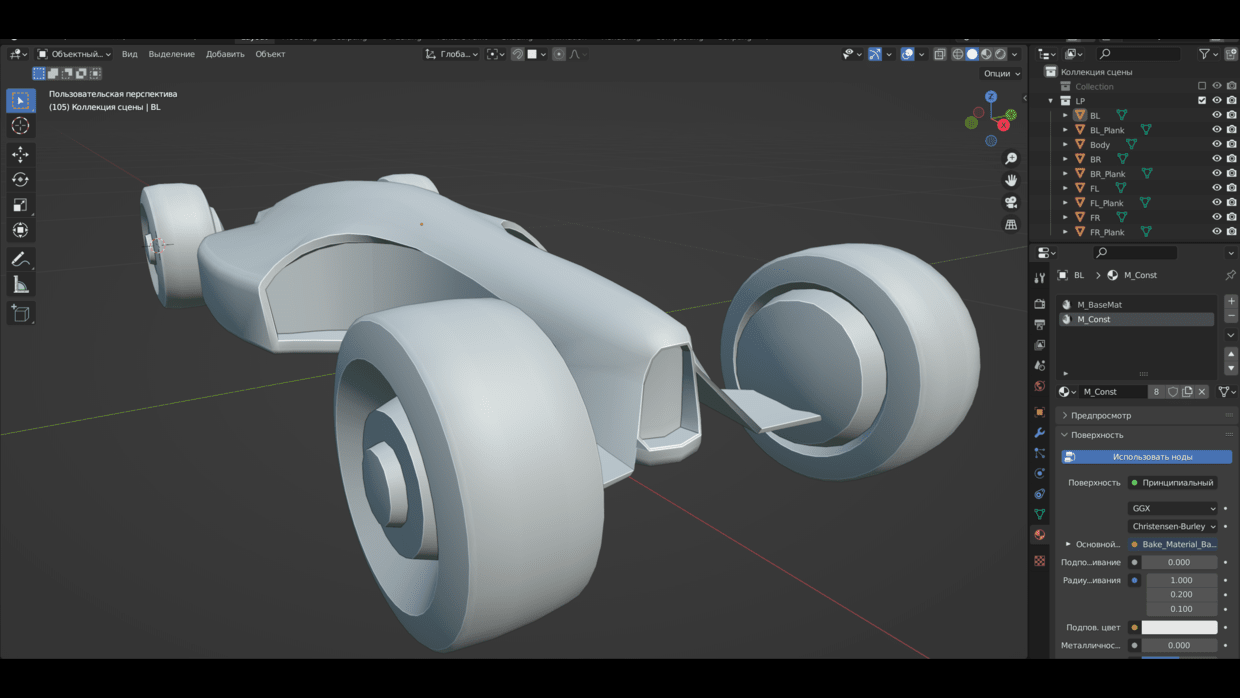 Объектный..
Вид
Выделение
Добавить
Объект
Глоба..
Опции
Пользовательская перспектива
(105) Коллекция сцены | BL
Z
X
Коллекция сцены
Collection
LP
BL
BL_Plank
Body
BR
BR_Plank
FL
FL_Plank
FR
FR_Plank
BL
M_Const
M_BaseMat
M_Const
M_Const
8
Предпросмотр
Поверхность
Использовать ноды
Поверхность
Принципиальный
GGX
Christensen-Burley
Основной...
Bake_Material_Ba...
Подпо...ивание
0.000
Радиу...ивания
1.000
0.200
0.100
Подпов. цвет
Металличнос...
0.000